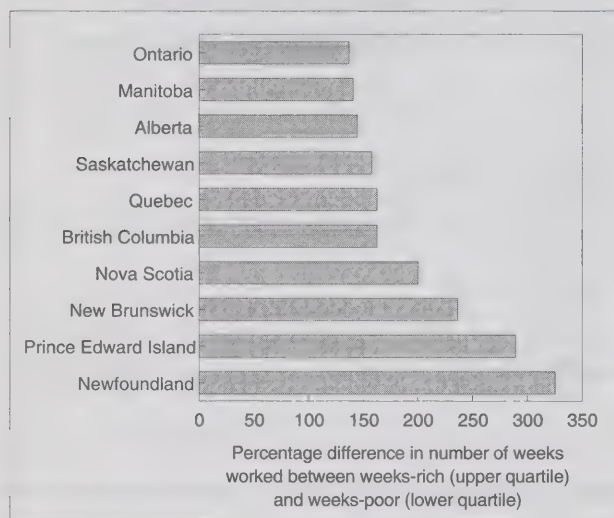 Ontario
Manitoba
Alberta
Saskatchewan
Quebec
British Columbia
Nova Scotia
New Brunswick
Prince Edward Island
Newfoundland
0 50 100 150 200 250 300 350
Percentage difference in number of weeks
worked between weeks-rich (upper quartile)
and weeks-poor (lower quartile)